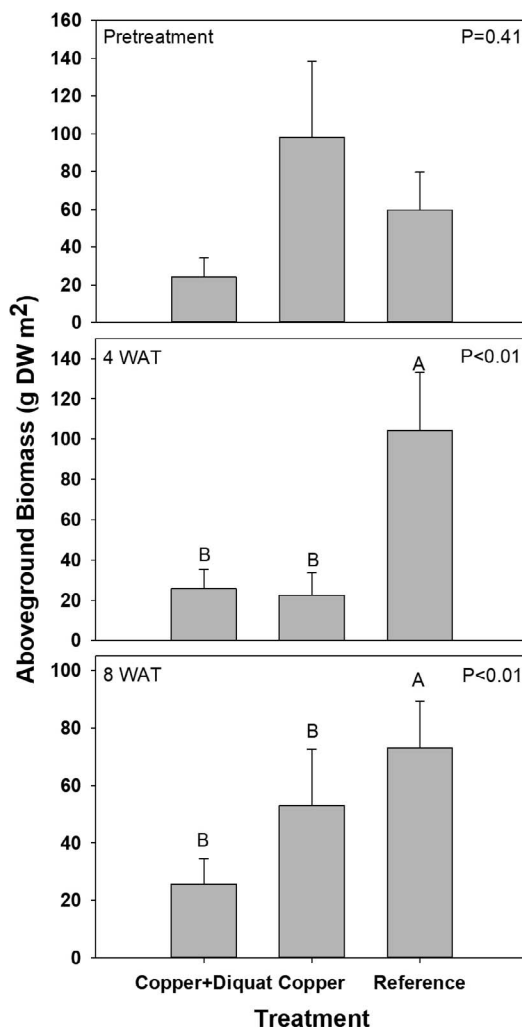 Aboveground Biomass (g DW m²)
Pretreatment P=0.41
160
140
120
100
80
60
40
20
0
4 WAT P<0.01
140
120
100
80
60
40
20
0
B B A
8 WAT P<0.01
100
80
60
40
20
0
B B A
Copper+Diquat Copper Reference
Treatment